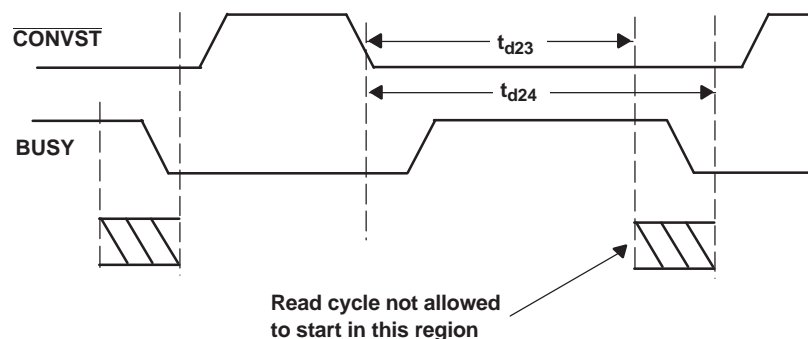 CONVST
td23
td24
BUSY
Read cycle not allowed
to start in this region